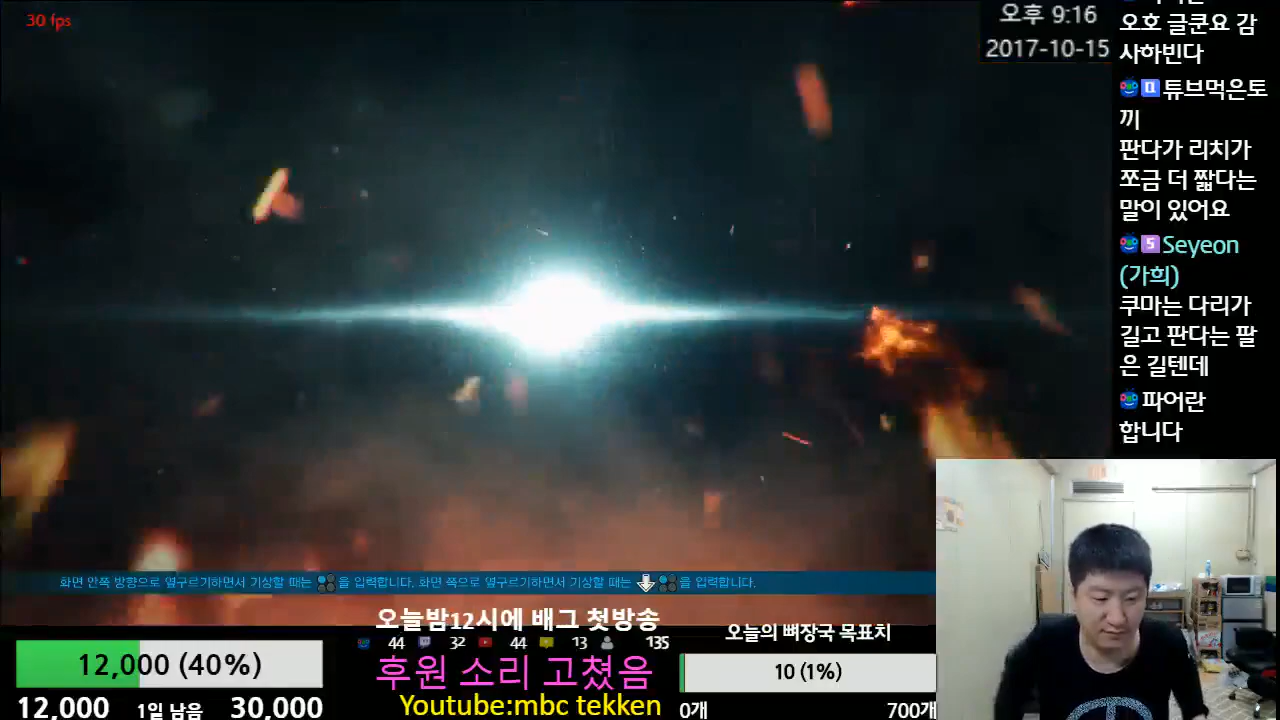 30 fps
오후 9:16
2017-10-15
오호 글쿤요 감
사하빈다
튜브먹은토
끼
판다가 리치가
쪼금 더 짧다는
말이 있어요
Seyeon
(가희)
쿠마는 다리가
길고 판다는 팔
은 길텐데
파어란
합니다
화면 안쪽 방향으로 옆구르기하면서 기상할 때는 을 입력합니다. 화면 쪽으로 옆구르기하면서 기상할 때는 을 입력합니다.
오늘밤12시에 배그 첫방송
44 32 44 13 135
오늘의 뼈장국 목표치
12,000 (40%)
후원 소리 고쳤음
10 (1%)
12,000 1일 남음 30,000
Youtube:mbc tekken
0개 700개